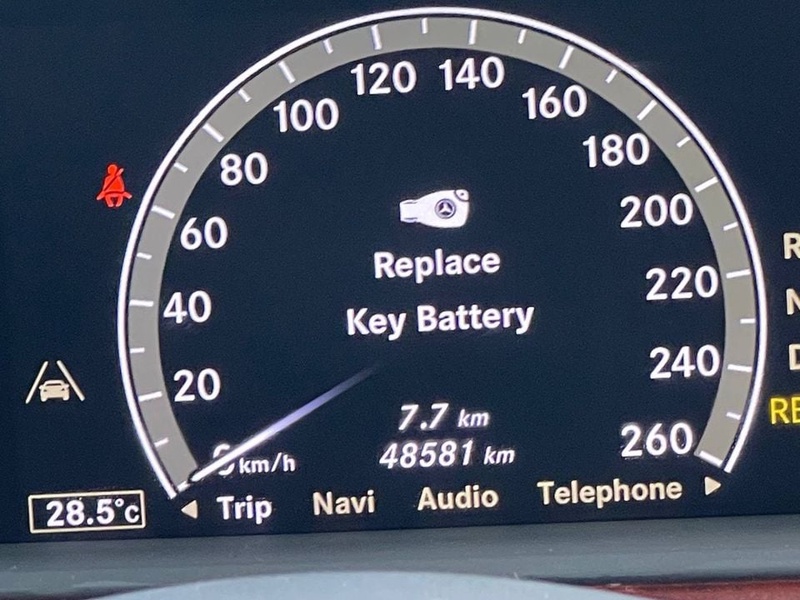 120 140
100 160
80 180
60 200
40 220
20 240
260
Replace
Key Battery
7.7 km
48581 km
0 km/h
28.5°C
Trip Navi Audio Telephone
R
N
D